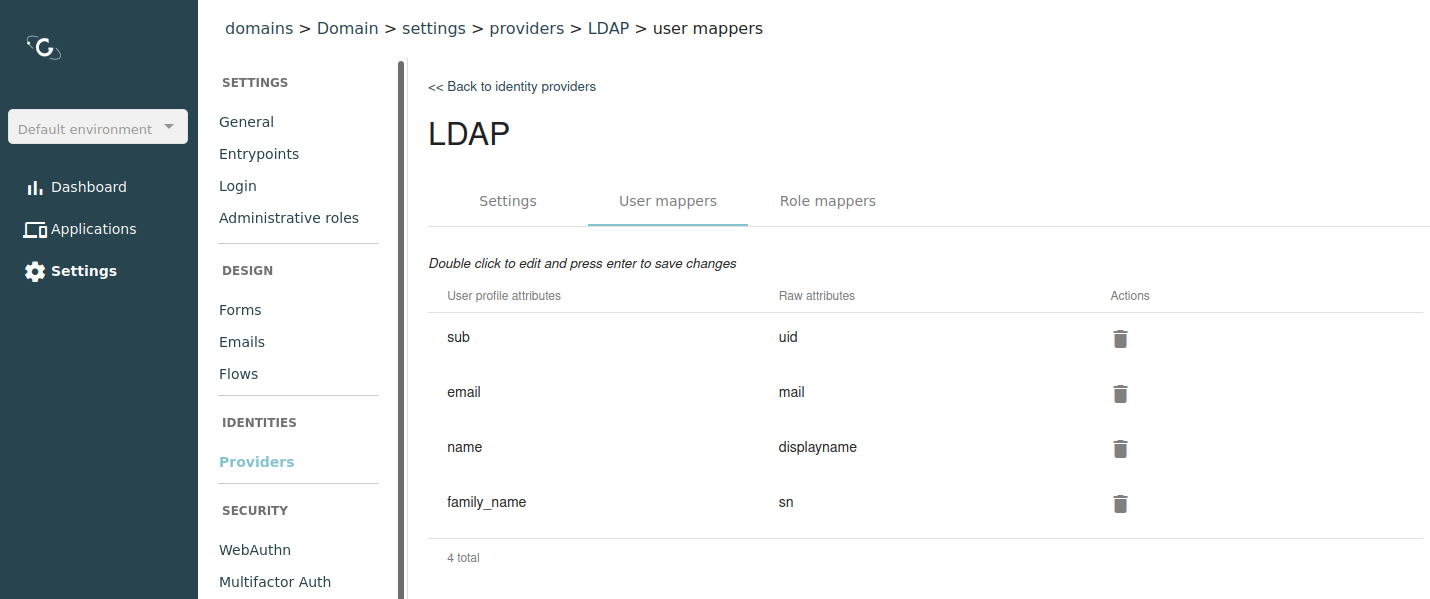 domains > Domain > settings > providers > LDAP > user mappers
Default environment
Dashboard
Applications
Settings
SETTINGS
General
Entrypoints
Login
Administrative roles
DESIGN
Forms
Emails
Flows
IDENTITIES
Providers
SECURITY
WebAuthn
Multifactor Auth
<< Back to identity providers
LDAP
Settings User mappers Role mappers
Double click to edit and press enter to save changes
User profile attributes Raw attributes Actions
sub uid
email mail
name displayname
family_name sn
4 total